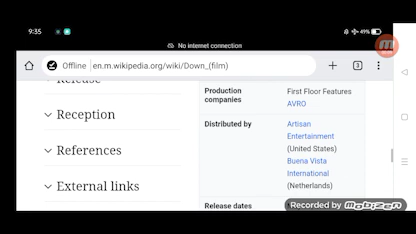 9:35
49%
No internet connection
Offline en.m.wikipedia.org/wiki/Down_(film)
3
Release
Reception
References
External links
Production companies
First Floor Features
AVRO
Distributed by
Artisan
Entertainment
(United States)
Buena Vista
International
(Netherlands)
Release dates
Recorded by
MOBIZEN